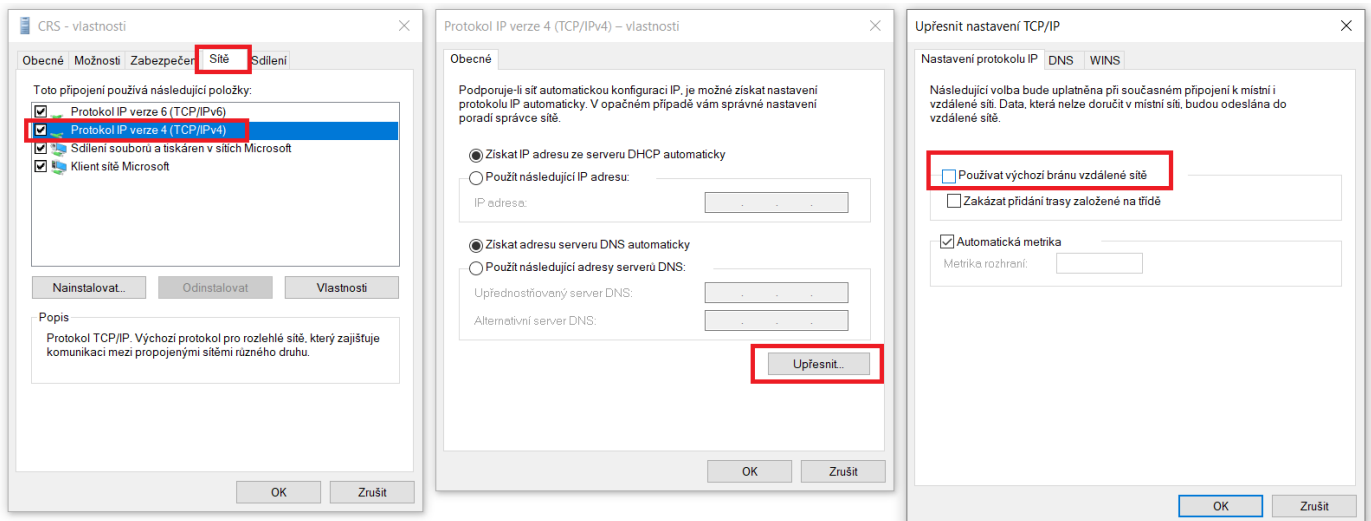 CRS - vlastnosti
Obecné Možnosti Zabezpečen Sítě Sdílení
Toto připojení používá následující položky:
Protokol IP verze 6 (TCP/IPv6)
Protokol IP verze 4 (TCP/IPv4)
Sdílení souborů a tiskáren v sítích Microsoft
Klient sítě Microsoft
Nainstalovat... Odinstalovat Vlastnosti
Popis
Protokol TCP/IP. Výchozí protokol pro rozlehlé sítě, který zajišťuje
komunikaci mezi propojenými sítěmi různého druhu.
OK Zrušit
Protokol IP verze 4 (TCP/IPv4) – vlastnosti
Obecné
Podporuje-li síť automatickou konfiguraci IP, je možné získat nastavení
protokolu IP automaticky. V opačném případě vám správné nastavení
poradí správce sítě.
Získat IP adresu ze serveru DHCP automaticky
Použít následující IP adresu:
IP adresa:
Získat adresu serveru DNS automaticky
Použít následující adresy serverů DNS:
Upřednostňovaný server DNS:
Alternativní server DNS:
Upřesnit...
OK Zrušit
Upřesnit nastavení TCP/IP
Nastavení protokolu IP DNS WINS
Následující volba bude uplatněna při současném připojení k místní i
vzdálené síti. Data, která nelze doručit v místní síti, budou odeslána do
vzdálené sítě.
Používat výchozí bránu vzdálené sítě
Zakázat přidání trasy založené na třídě
Automatická metrika
Metrika rozhraní:
OK Zrušit